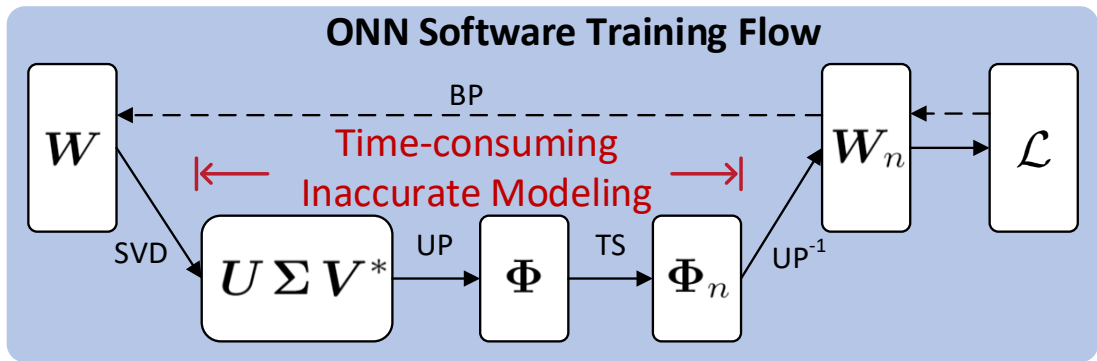 ONN Software Training Flow
BP
W
Time-consuming
Inaccurate Modeling
W_n
ℒ
SVD
U Σ V*
UP
Φ
TS
Φ_n
UP⁻¹